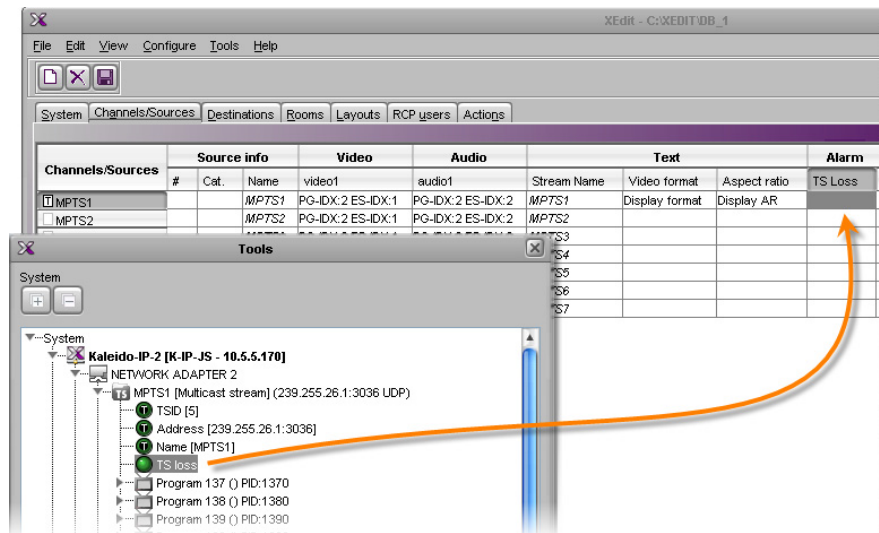 XEdit - C:\XEDIT\DB_1
File Edit View Configure Tools Help
System Channels/Sources Destinations Rooms Layouts RCP users Actions
Channels/Sources Source info Video Audio Text Alarm
# Cat. Name video1 audio1 Stream Name Video format Aspect ratio TS Loss
T MPTS1 MPTS1 PG-IDX:2 ES-IDX:1 PG-IDX:2 ES-IDX:2 MPTS1 Display format Display AR
MPTS2 MPTS2 PG-IDX:2 ES-IDX:1 PG-IDX:2 ES-IDX:2 MPTS2
Tools
System
System
Kaleido-IP-2 [K-IP-JS - 10.5.5.170]
NETWORK ADAPTER 2
TS MPTS1 [Multicast stream] (239.255.26.1:3036 UDP)
T TSID [5]
T Address [239.255.26.1:3036]
T Name [MPTS1]
TS loss
Program 137 () PID:1370
Program 138 () PID:1380
Program 139 () PID:1390